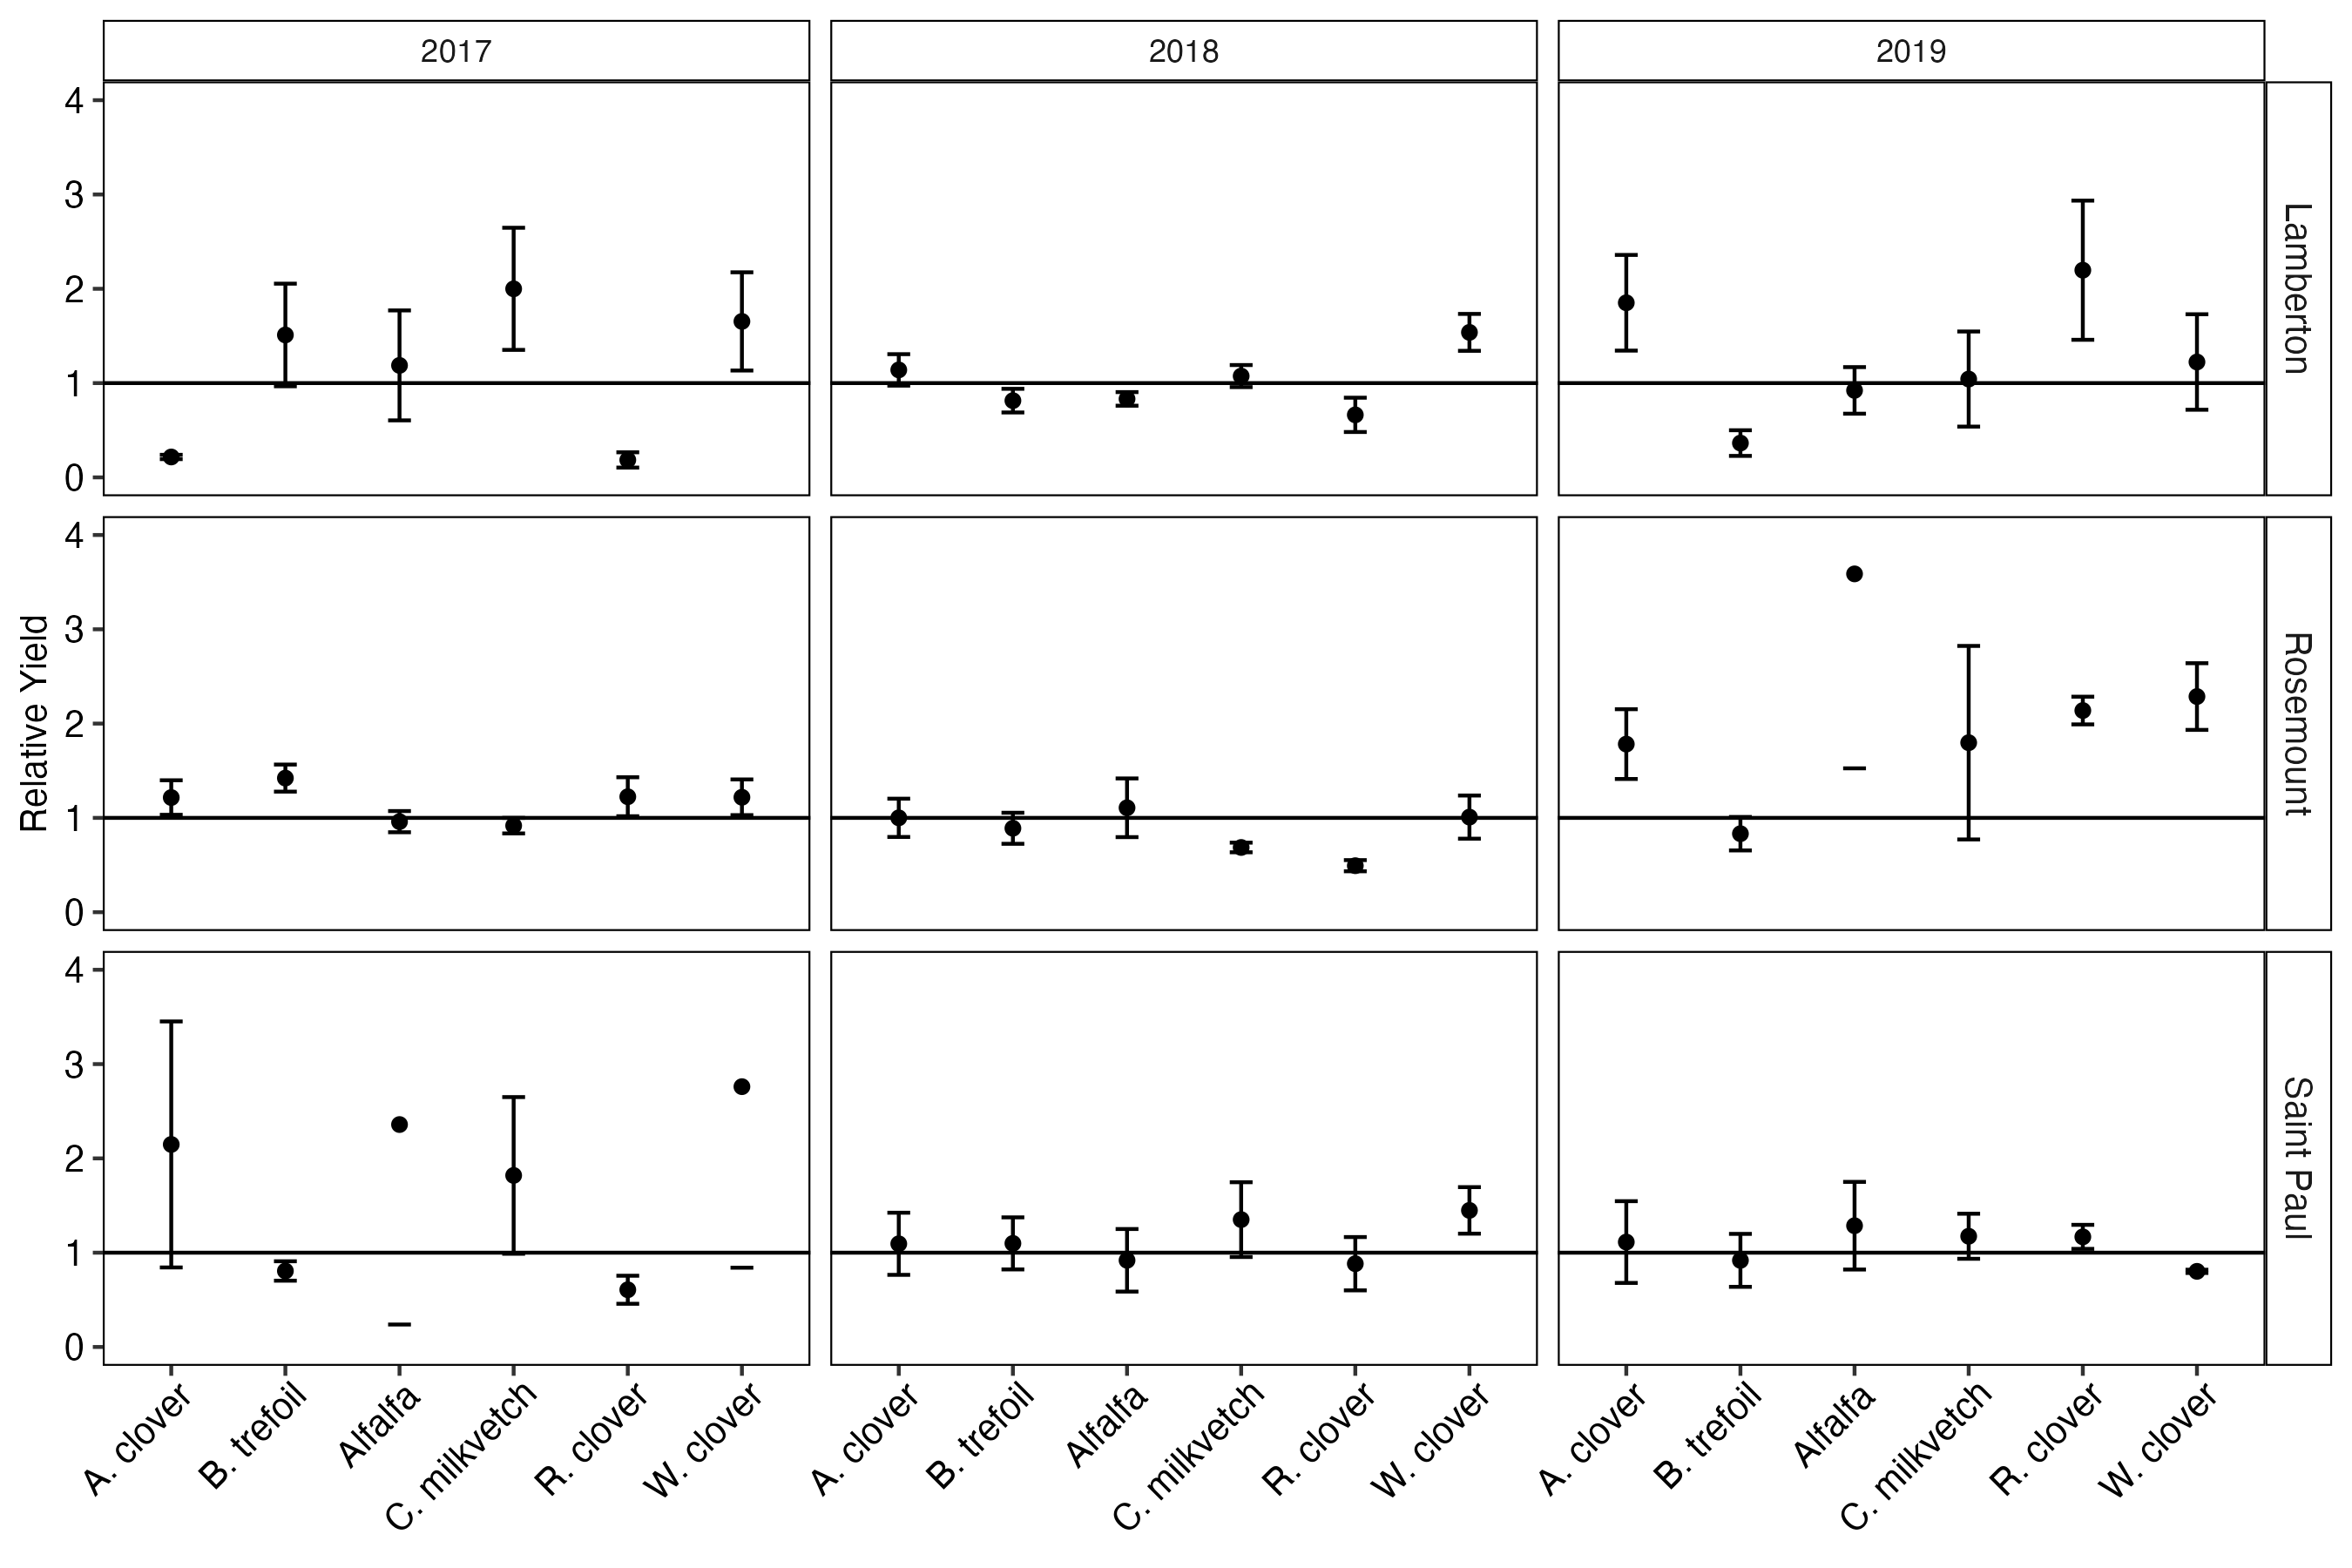 2017 2018 2019
4
3
2
1
0
Lamberton
4
3
2
1
0
Rosemount
Relative Yield
4
3
2
1
0
Saint Paul
A. clover B. trefoil Alfalfa C. milkvetch R. clover W. clover A. clover B. trefoil Alfalfa C. milkvetch R. clover W. clover A. clover B. trefoil Alfalfa C. milkvetch R. clover W. clover